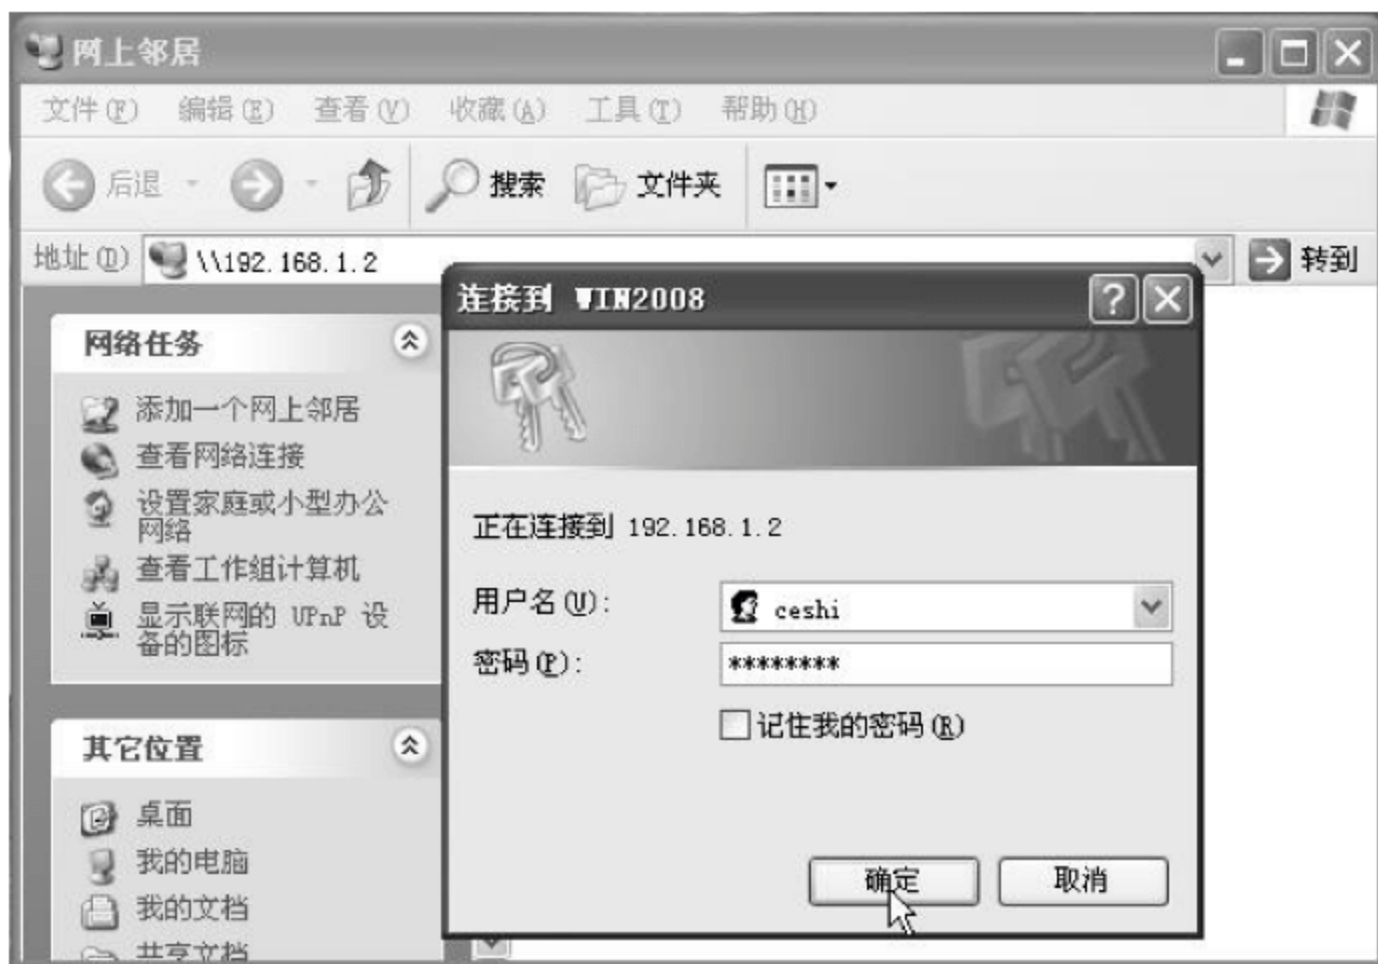 网上邻居
文件(F) 编辑(E) 查看(V) 收藏(A) 工具(T) 帮助(H)
后退 搜索 文件夹
地址(D) \\192.168.1.2 转到
连接到 WIN2008
网络任务
添加一个网上邻居
查看网络连接
设置家庭或小型办公
网络
查看工作组计算机
显示联网的 UPnP 设
备的图标
其它位置
桌面
我的电脑
我的文档
共享文档
正在连接到 192.168.1.2
用户名(U): ceshi
密码(P): ********
记住我的密码(R)
确定 取消